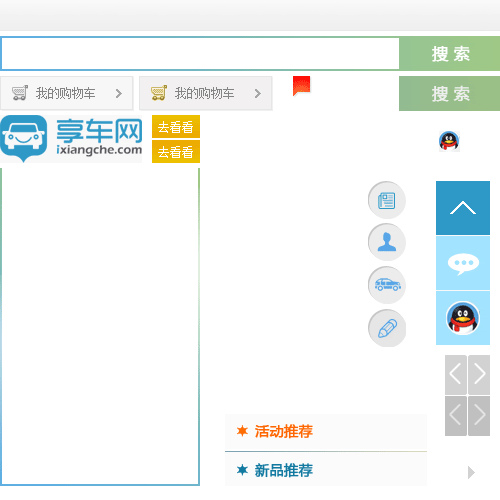 搜 索
我的购物车
我的购物车
搜 索
享车网
ixiangche.com
去看看
去看看
活动推荐
新品推荐